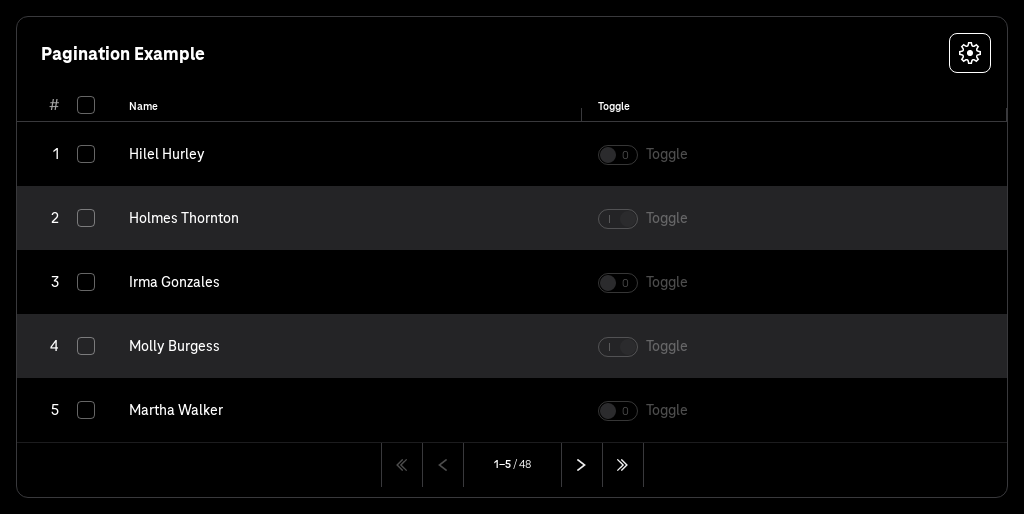 Pagination Example
# Name Toggle
1 Hilel Hurley 0 Toggle
2 Holmes Thornton I Toggle
3 Irma Gonzales 0 Toggle
4 Molly Burgess I Toggle
5 Martha Walker 0 Toggle
1–5 / 48